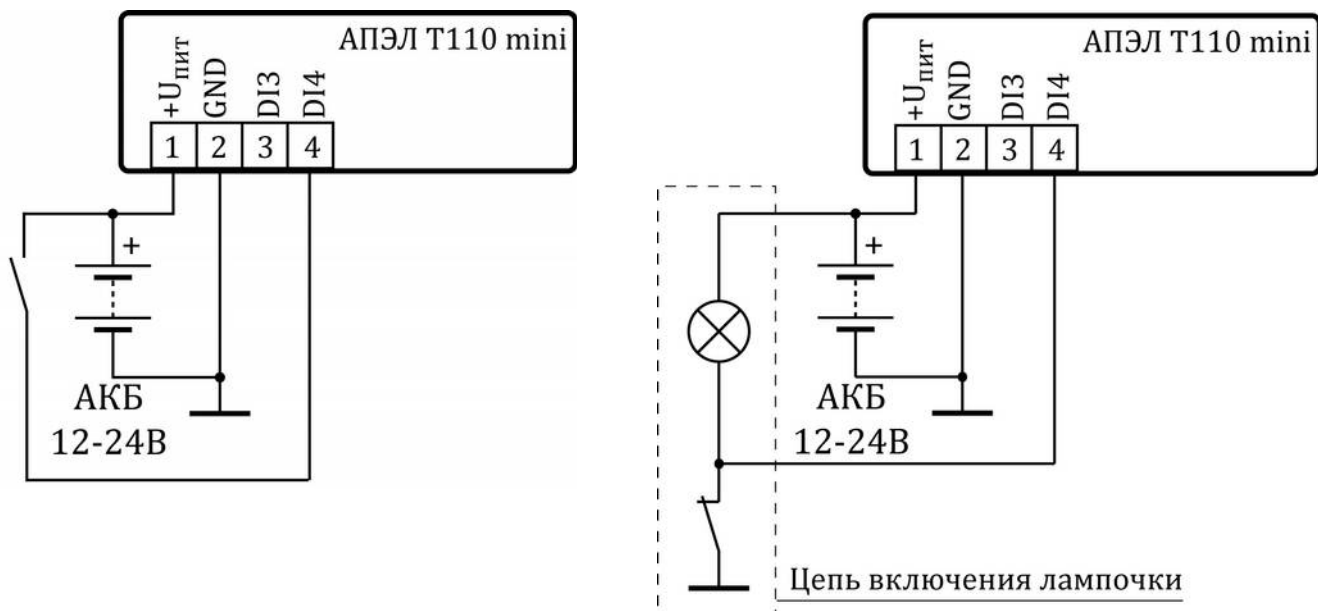 АПЭЛ Т110 mini
+Uпит
GND
DI3
DI4
1 2 3 4
+
АКБ
12-24В
АПЭЛ Т110 mini
+Uпит
GND
DI3
DI4
1 2 3 4
+
АКБ
12-24В
Цепь включения лампочки